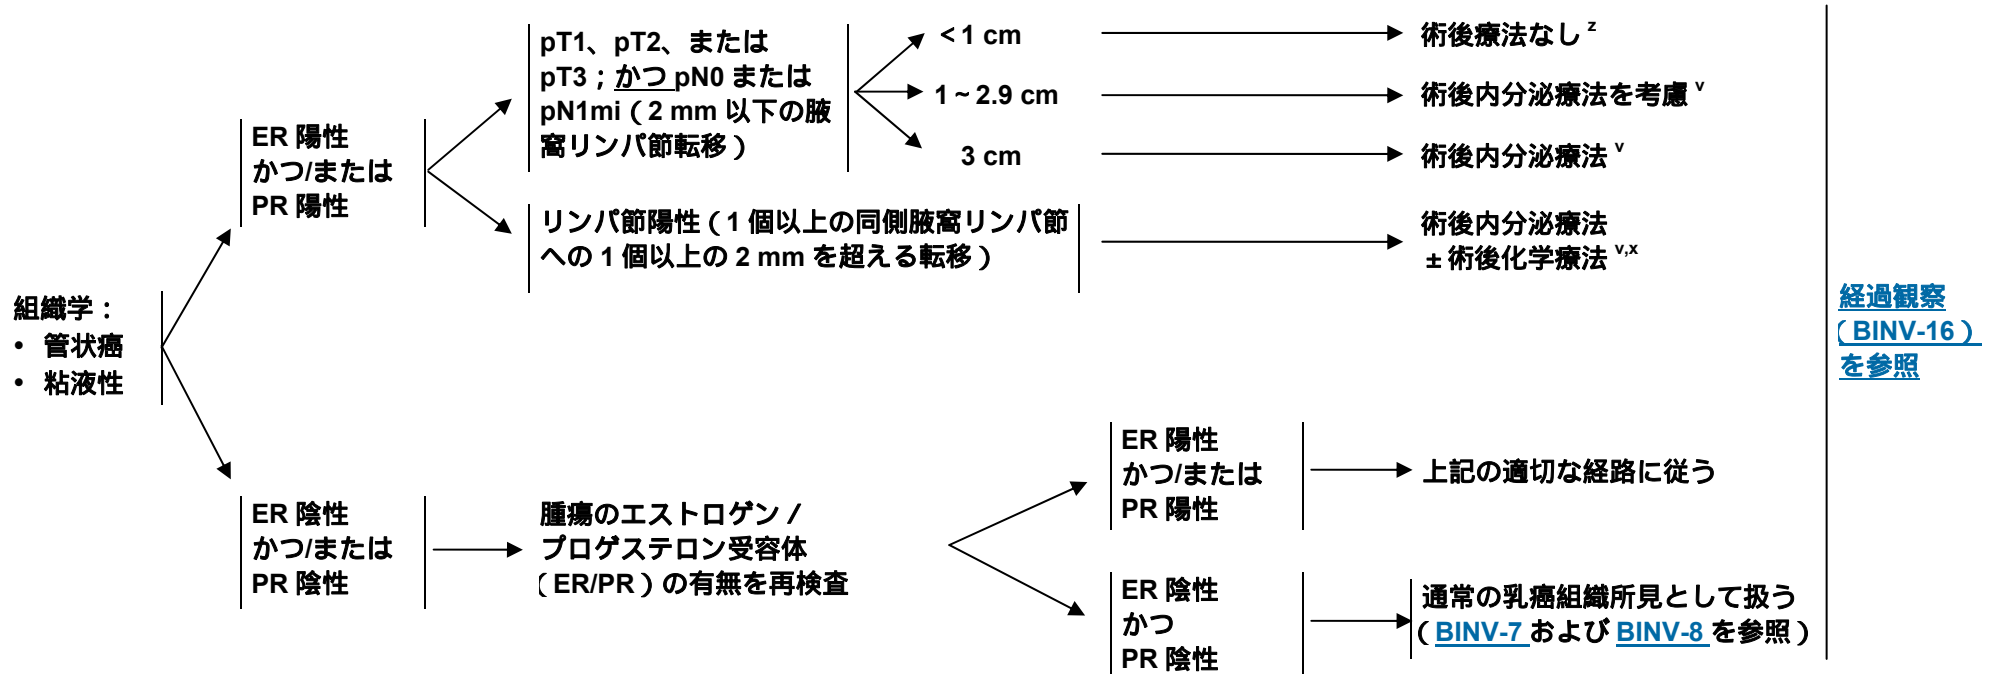 組織学：
• 管状癌
• 粘液性
ER 陽性
かつ/または
PR 陽性
pT1、pT2、または
pT3；かつ pN0 または
pN1mi（2 mm 以下の腋
窩リンパ節転移）
＜1 cm
術後療法なし z
1～2.9 cm
術後内分泌療法を考慮 v
3 cm
術後内分泌療法 v
リンパ節陽性（1 個以上の同側腋窩リンパ節
への 1 個以上の 2 mm を超える転移）
術後内分泌療法
±術後化学療法 v,x
ER 陰性
かつ/または
PR 陰性
腫瘍のエストロゲン／
プロゲステロン受容体
（ER/PR）の有無を再検査
ER 陽性
かつ/または
PR 陽性
上記の適切な経路に従う
ER 陰性
かつ
PR 陰性
通常の乳癌組織所見として扱う
（BINV-7 および BINV-8 を参照）
経過観察
（BINV-16）
を参照